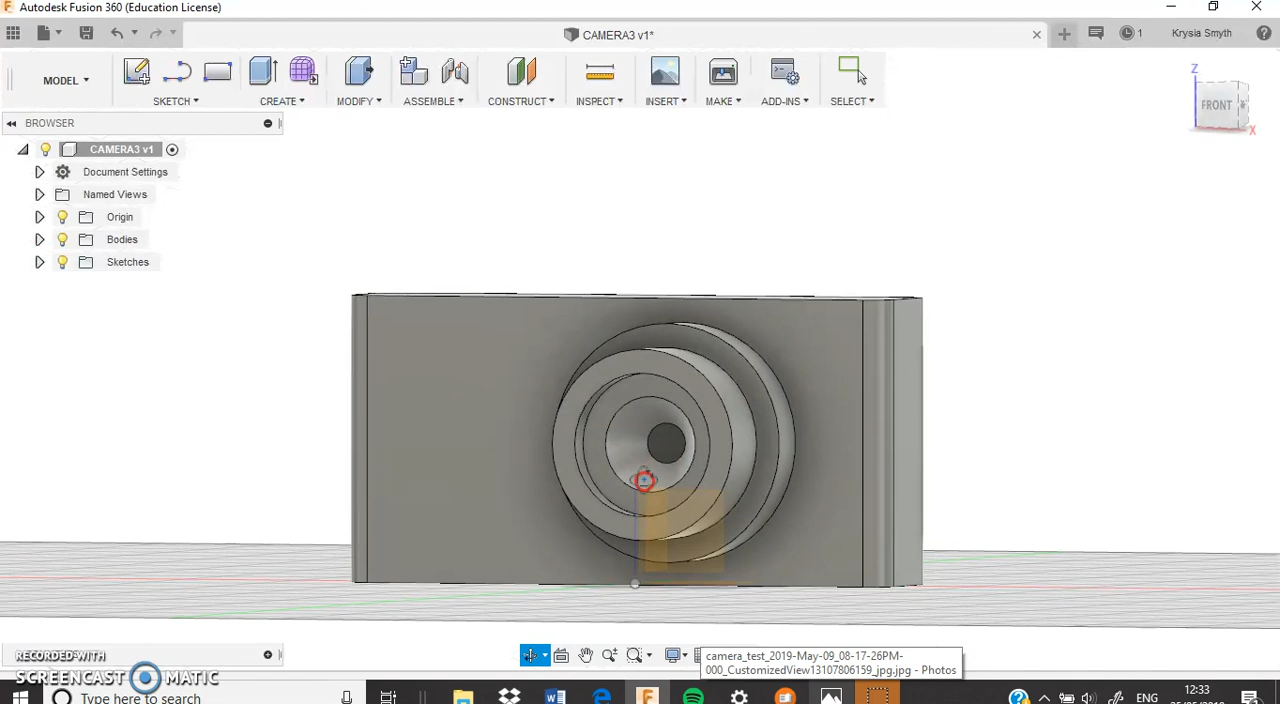 Autodesk Fusion 360 (Education License)
CAMERA3 v1*
1
Krysia Smyth
MODEL
SKETCH
CREATE
MODIFY
ASSEMBLE
CONSTRUCT
INSPECT
INSERT
MAKE
ADD-INS
SELECT
Z
FRONT
X
BROWSER
CAMERA3 v1
Document Settings
Named Views
Origin
Bodies
Sketches
RECORDED WITH
SCREENCAST MATIC
camera_test_2019-May-09_08-17-26PM-
000_CustomizedView13107806159_jpg.jpg - Photos
Type here to search
ENG
12:33